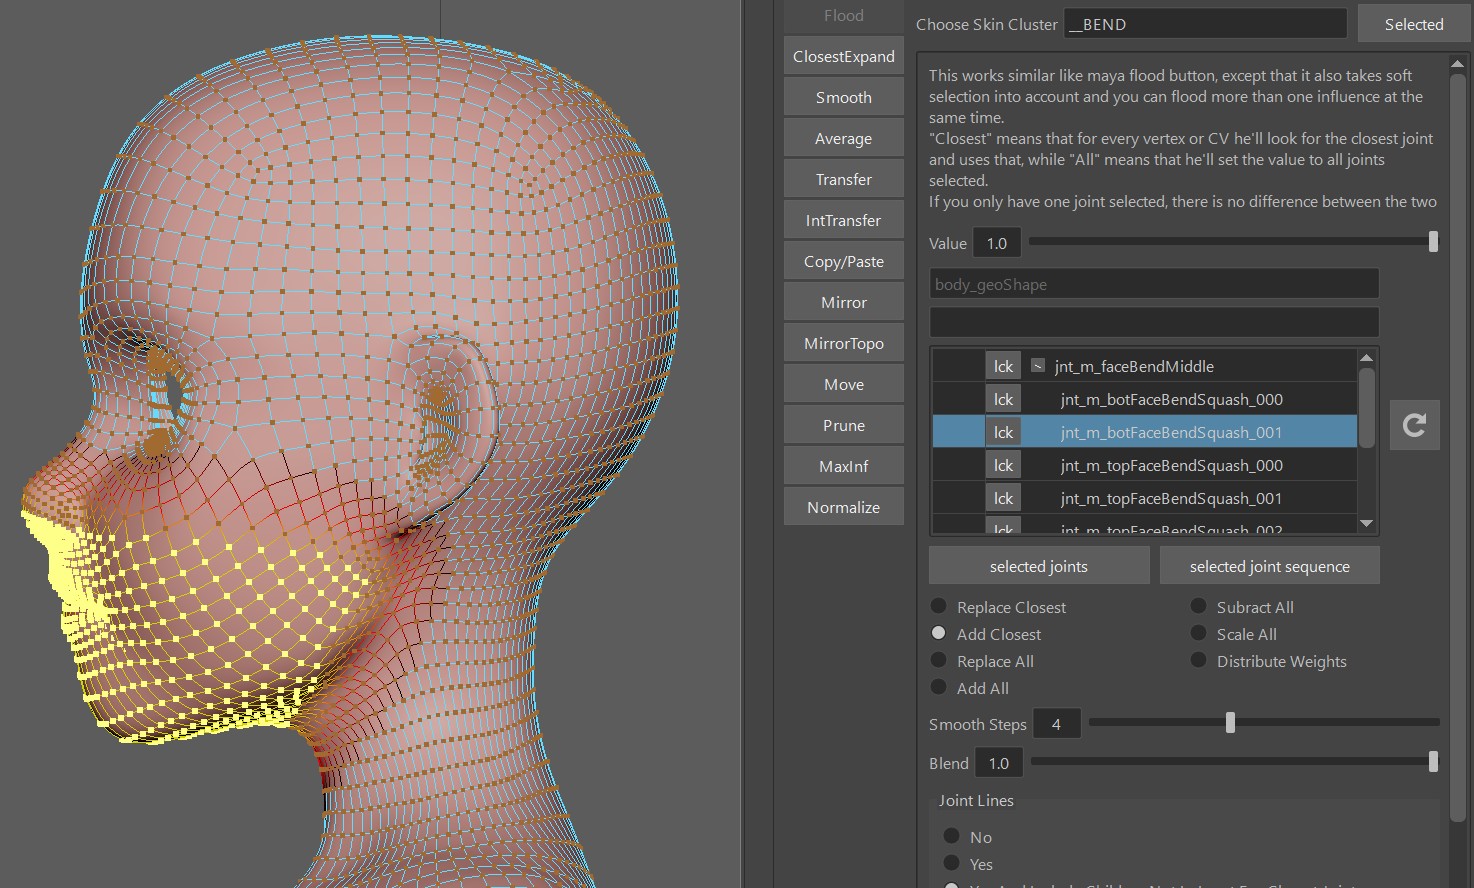 Flood
ClosestExpand
Smooth
Average
Transfer
IntTransfer
Copy/Paste
Mirror
MirrorTopo
Move
Prune
MaxInf
Normalize
Choose Skin Cluster __BEND Selected
This works similar like maya flood button, except that it also takes soft
selection into account and you can flood more than one influence at the
same time.
"Closest" means that for every vertex or CV he'll look for the closest joint
and uses that, while "All" means that he'll set the value to all joints
selected.
If you only have one joint selected, there is no difference between the two
Value 1.0
body_geoShape
lck ~ jnt_m_faceBendMiddle
lck jnt_m_botFaceBendSquash_000
lck jnt_m_botFaceBendSquash_001
lck jnt_m_topFaceBendSquash_000
lck jnt_m_topFaceBendSquash_001
lck jnt_m_topFaceBendSquash_002
selected joints selected joint sequence
Replace Closest Subract All
Add Closest Scale All
Replace All Distribute Weights
Add All
Smooth Steps 4
Blend 1.0
Joint Lines
No
Yes